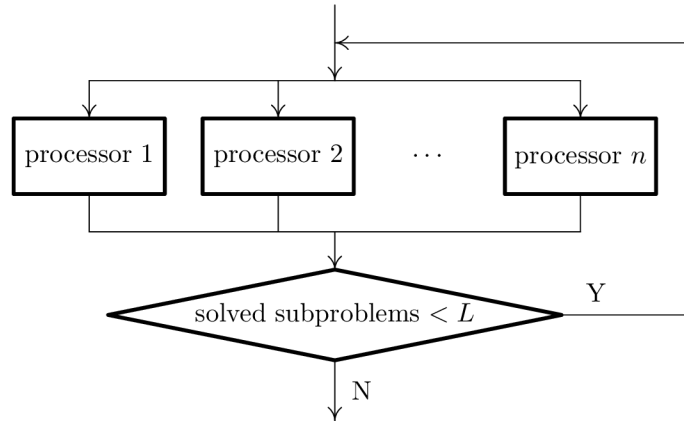 processor 1
processor 2
⋯
processor n
solved subproblems < L
Y
N